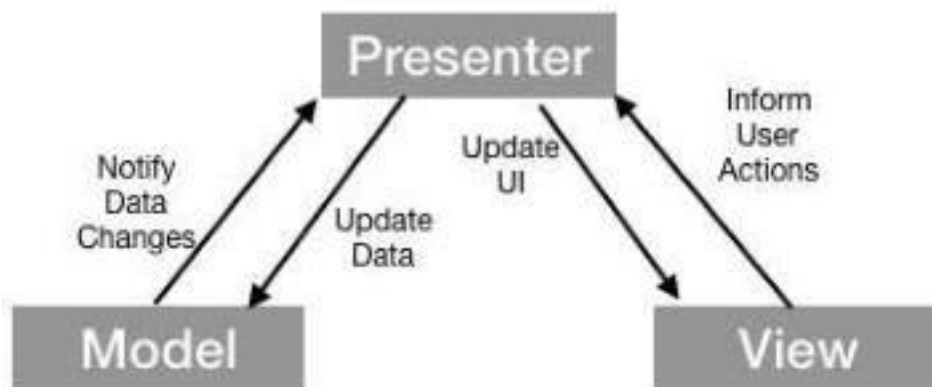 Presenter
Notify
Data
Changes
Update
Data
Update
UI
Inform
User
Actions
Model
View